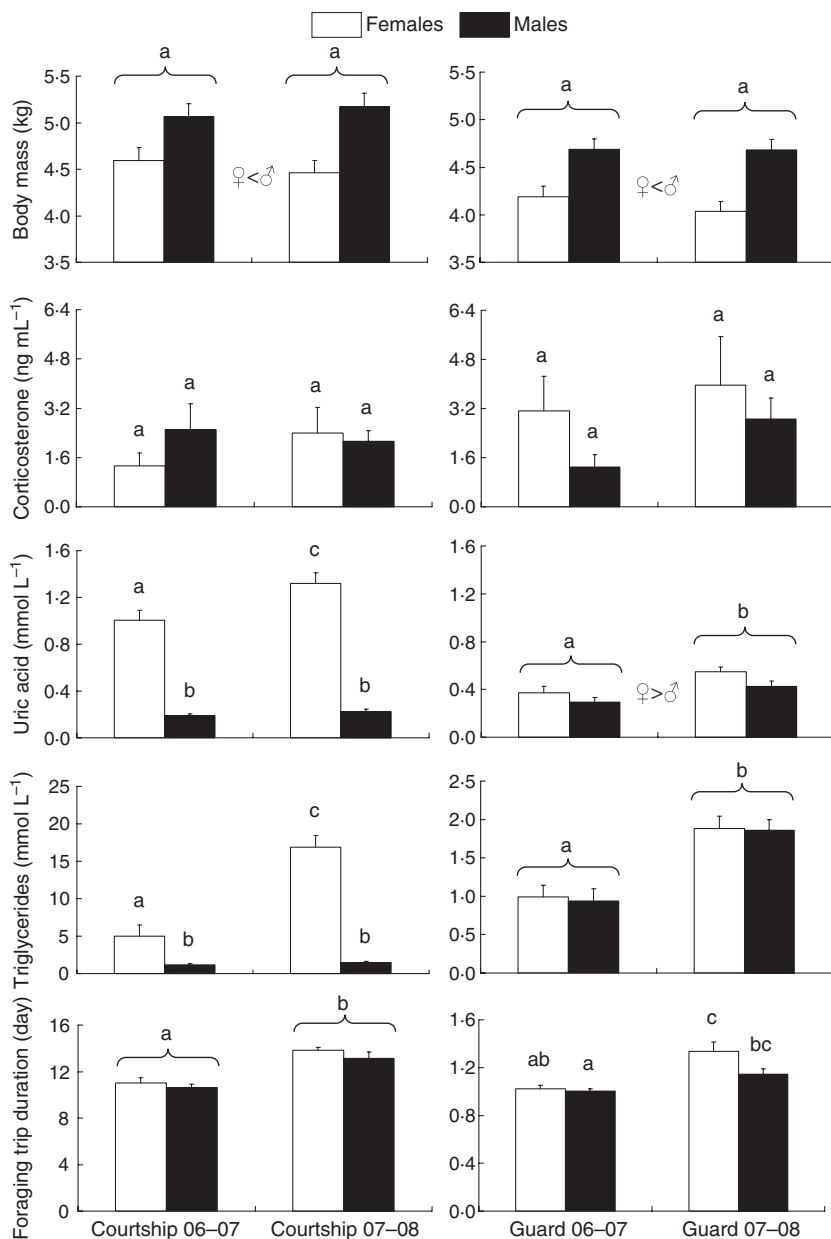 Females Males
Body mass (kg)
5·5
5·0
4·5
4·0
3·5
a
a
♀<♂
5·5
5·0
4·5
4·0
3·5
a
a
♀<♂
Corticosterone (ng mL−1)
6·4
4·8
3·2
1·6
0·0
a
a
a
a
6·4
4·8
3·2
1·6
0·0
a
a
a
a
Uric acid (mmol L−1)
1·6
1·2
0·8
0·4
0·0
a
b
c
b
1·6
1·2
0·8
0·4
0·0
a
♀>♂
b
Triglycerides (mmol L−1)
25
20
15
10
5
0
a
b
c
b
2·5
2·0
1·5
1·0
0·5
0·0
a
b
Foraging trip duration (day)
16
12
8
4
0
a
b
1·6
1·2
0·8
0·4
0·0
ab
a
c
bc
Courtship 06–07 Courtship 07–08 Guard 06–07 Guard 07–08